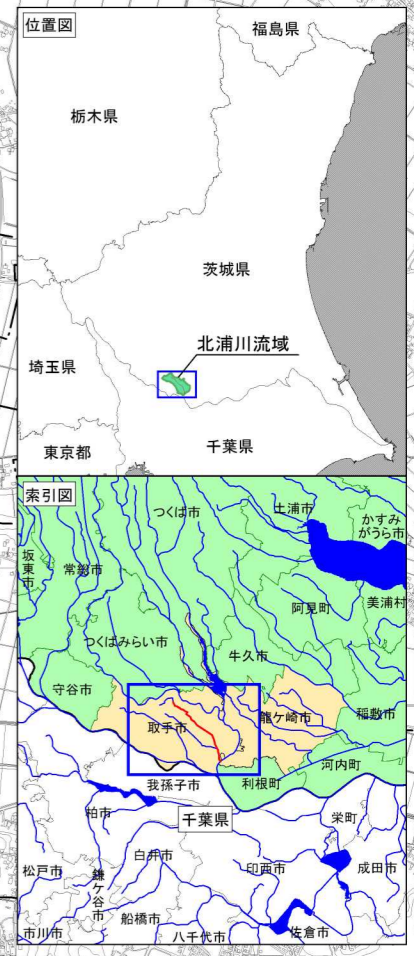 位置図
福島県
栃木県
茨城県
北浦川流域
埼玉県
東京都
千葉県
索引図
つくば市
土浦市
かすみ
がうら市
坂東市
常総市
阿見町
美浦村
つくばみらい市
牛久市
守谷市
取手市
龍ケ崎市
稲敷市
河内町
利根町
我孫子市
千葉県
柏市
栄町
白井市
印西市
成田市
松戸市
鎌ケ谷市
船橋市
市川市
八千代市
佐倉市